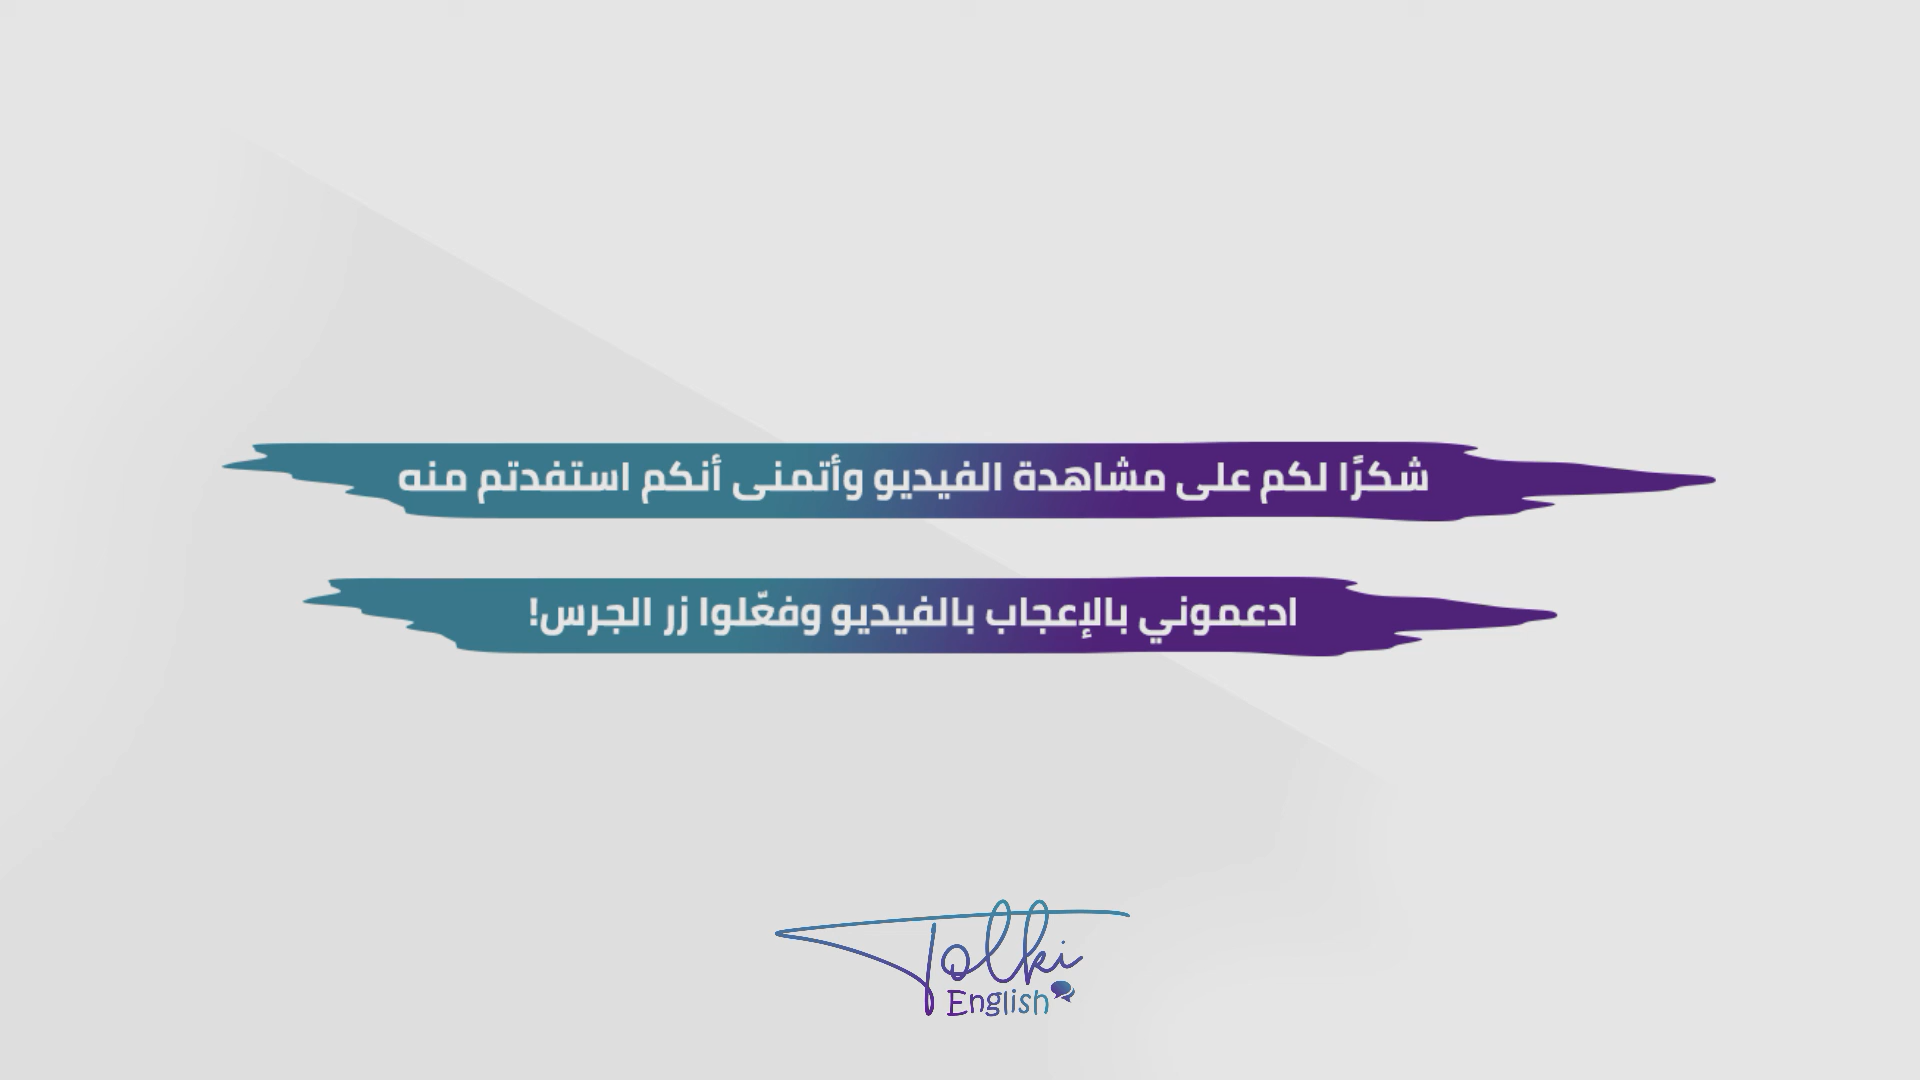 شكرًا لكم على مشاهدة الفيديو وأتمنى أنكم استفدتم منه
ادعموني بالإعجاب بالفيديو وفعّلوا زر الجرس!
Tolki
English